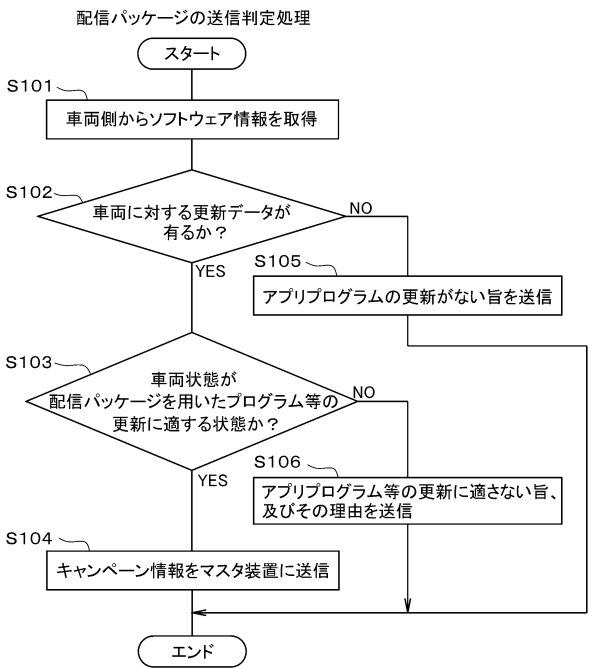 配信パッケージの送信判定処理
スタート
S101
車両側からソフトウェア情報を取得
S102
車両に対する更新データが
有るか？
NO
YES
S105
アプリプログラムの更新がない旨を送信
S103
車両状態が
配信パッケージを用いたプログラム等の
更新に適する状態か？
NO
YES
S106
アプリプログラム等の更新に適さない旨、
及びその理由を送信
S104
キャンペーン情報をマスタ装置に送信
エンド